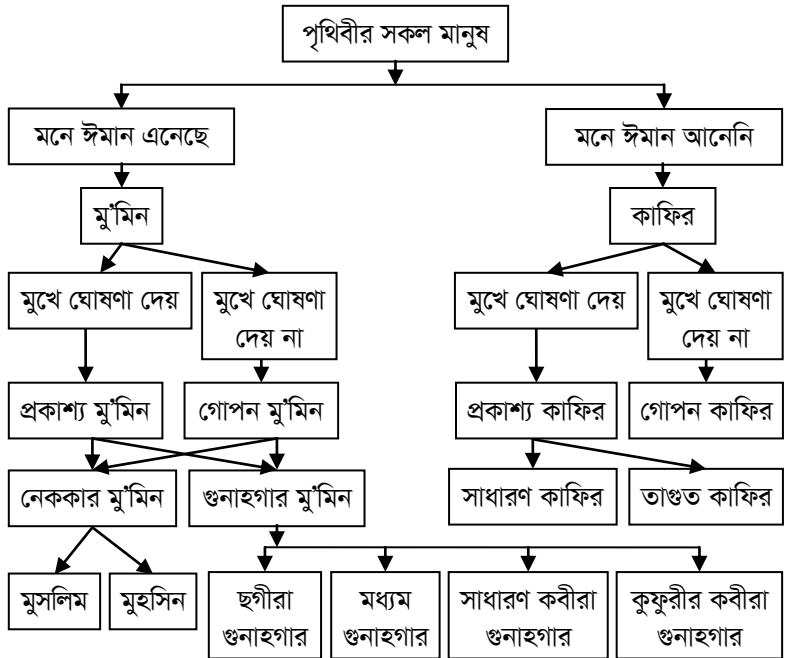 পৃথিবীর সকল মানুষ
মনে ঈমান এনেছে
মনে ঈমান আনেনি
মু'মিন
কাফির
মুখে ঘোষণা দেয়
মুখে ঘোষণা
দেয় না
মুখে ঘোষণা দেয়
মুখে ঘোষণা
দেয় না
প্রকাশ্য মু'মিন
গোপন মু'মিন
প্রকাশ্য কাফির
গোপন কাফির
নেককার মু'মিন
গুনাহগার মু'মিন
সাধারণ কাফির
তাগুত কাফির
মুসলিম
মুহসিন
ছগীরা
গুনাহগার
মধ্যম
গুনাহগার
সাধারণ কবীরা
গুনাহগার
কুফুরীর কবীরা
গুনাহগার